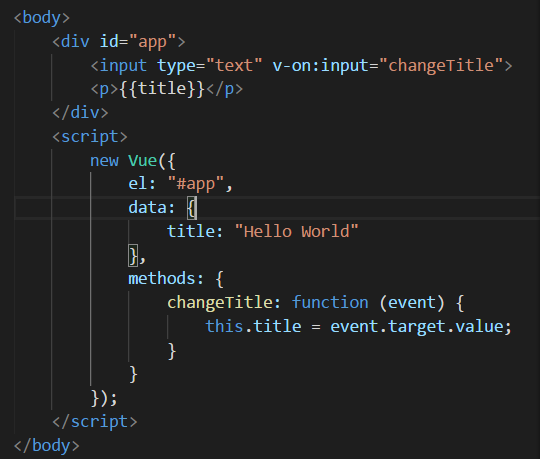 <body>
    <div id="app">
        <input type="text" v-on:input="changeTitle">
        <p>{{title}}</p>
    </div>
    <script>
        new Vue({
            el: "#app",
            data: {
                title: "Hello World"
            },
            methods: {
                changeTitle: function (event) {
                    this.title = event.target.value;
                }
            }
        });
    </script>
</body>